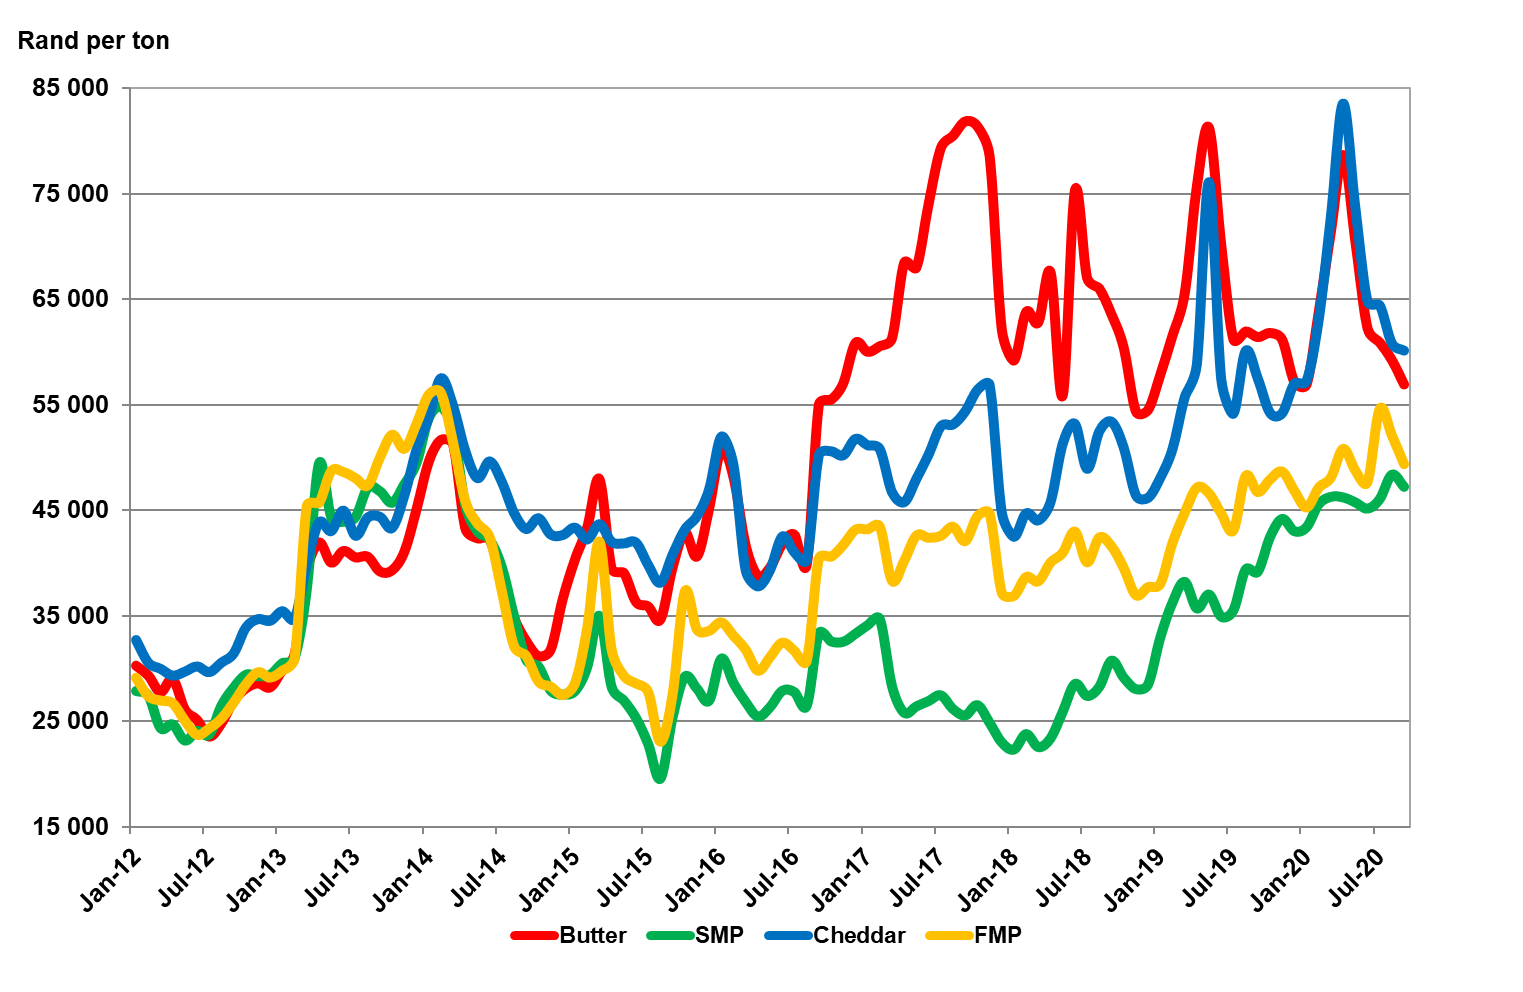 Rand per ton
85 000
75 000
65 000
55 000
45 000
35 000
25 000
15 000
Jan-12 Jul-12 Jan-13 Jul-13 Jan-14 Jul-14 Jan-15 Jul-15 Jan-16 Jul-16 Jan-17 Jul-17 Jan-18 Jul-18 Jan-19 Jul-19 Jan-20 Jul-20
Butter SMP Cheddar FMP